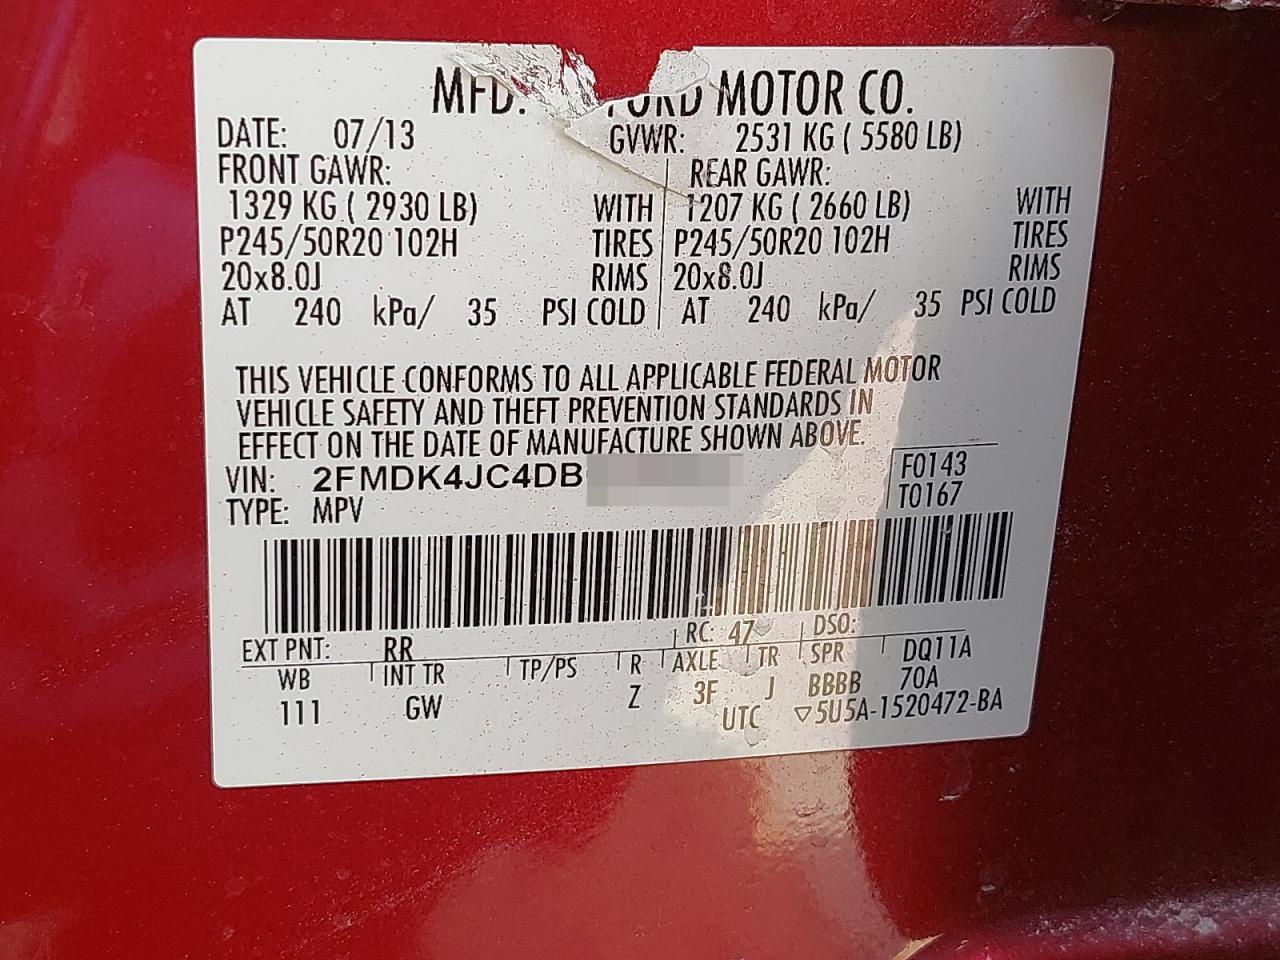 MFD. FORD MOTOR CO.
DATE: 07/13 GVWR: 2531 KG ( 5580 LB)
FRONT GAWR: REAR GAWR:
1329 KG ( 2930 LB) WITH 1207 KG ( 2660 LB) WITH
P245/50R20 102H TIRES P245/50R20 102H TIRES
20x8.0J RIMS 20x8.0J RIMS
AT 240 kPa/ 35 PSI COLD AT 240 kPa/ 35 PSI COLD
THIS VEHICLE CONFORMS TO ALL APPLICABLE FEDERAL MOTOR
VEHICLE SAFETY AND THEFT PREVENTION STANDARDS IN
EFFECT ON THE DATE OF MANUFACTURE SHOWN ABOVE.
VIN: 2FMDK4JC4DB F0143
TYPE: MPV T0167
EXT PNT: RR RC: 47 DSO:
WB INT TR TP/PS R AXLE TR SPR DQ11A
111 GW Z 3F J BBBB 70A
UTC ▽5U5A-1520472-BA